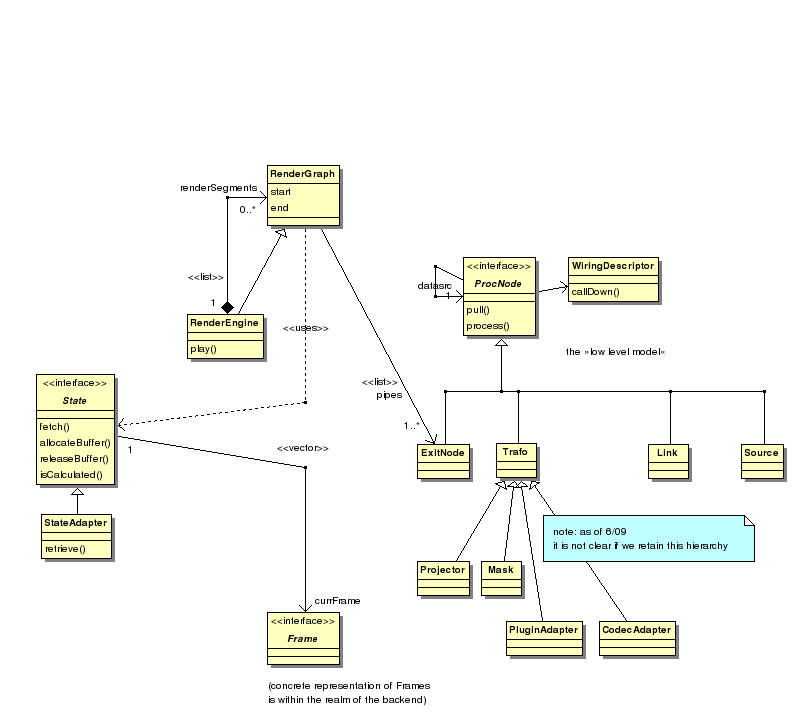 RenderGraph
start
end
renderSegments
0..*
<<list>>
1
RenderEngine
play()
<<uses>>
<<interface>>
ProcNode
pull()
process()
datasrc
1
WiringDescriptor
callDown()
the »low level model«
<<interface>>
State
fetch()
allocateBuffer()
releaseBuffer()
isCalculated()
1
<<vector>>
<<list>>
pipes
1..*
ExitNode
Trafo
Link
Source
StateAdapter
retrieve()
note: as of 6/09
it is not clear if we retain this hierarchy
Projector
Mask
PluginAdapter
CodecAdapter
currFrame
<<interface>>
Frame
(concrete representation of Frames
is within the realm of the backend)